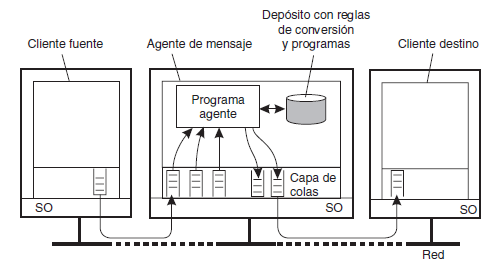 Depósito con reglas
de conversión
y programas
Cliente fuente
Agente de mensaje
Cliente destino
Programa
agente
Capa de
colas
SO
SO
SO
Red